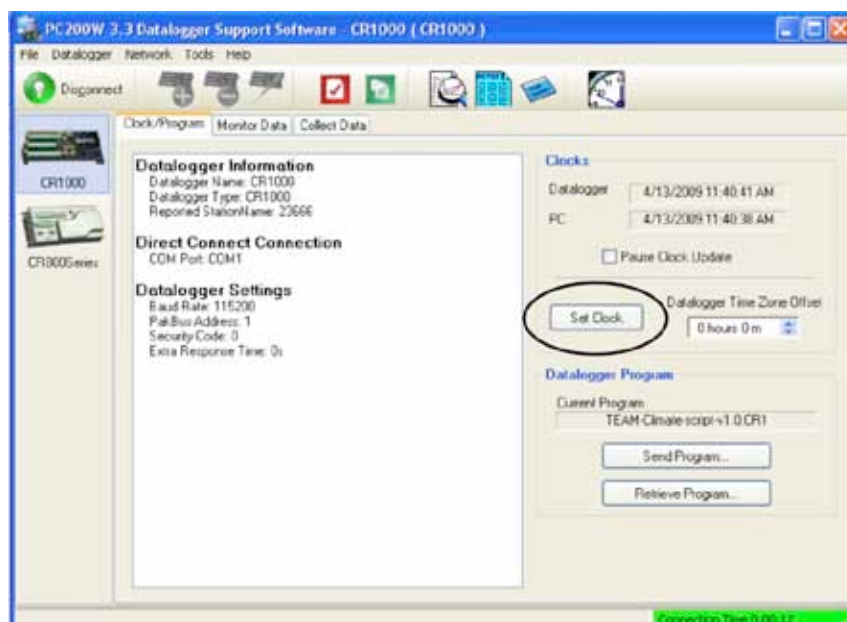 PC200W 3.3 Datalogger Support Software - CR1000 ( CR1000 )
File Datalogger Network Tools Help
Disconnect
Clock/Program Monitor Data Collect Data
CR1000
CR800Series
Datalogger Information
Datalogger Name: CR1000
Datalogger Type: CR1000
Reported StationName: 23666
Direct Connect Connection
COM Port: COM1
Datalogger Settings
Baud Rate: 115200
PakBus Address: 1
Security Code: 0
Extra Response Time: 0s
Clocks
Datalogger 4/13/2009 11:40:41 AM
PC 4/13/2009 11:40:38 AM
Pause Clock Update
Set Clock
Datalogger Time Zone Offset
0 hours 0 m
Datalogger Program
Current Program
TEAM-Climate-script-v1.0.CR1
Send Program...
Retrieve Program...
Connection Time 0:00:12